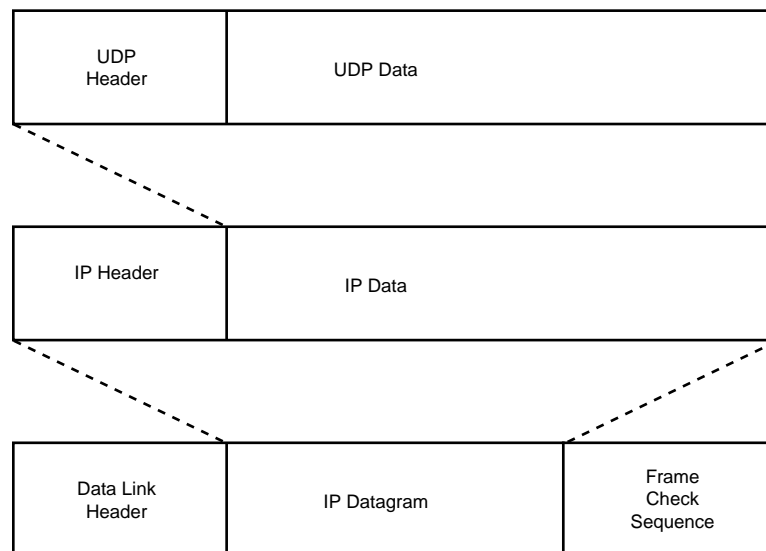 UDP
Header
UDP Data
IP Header
IP Data
Data Link
Header
IP Datagram
Frame
Check
Sequence